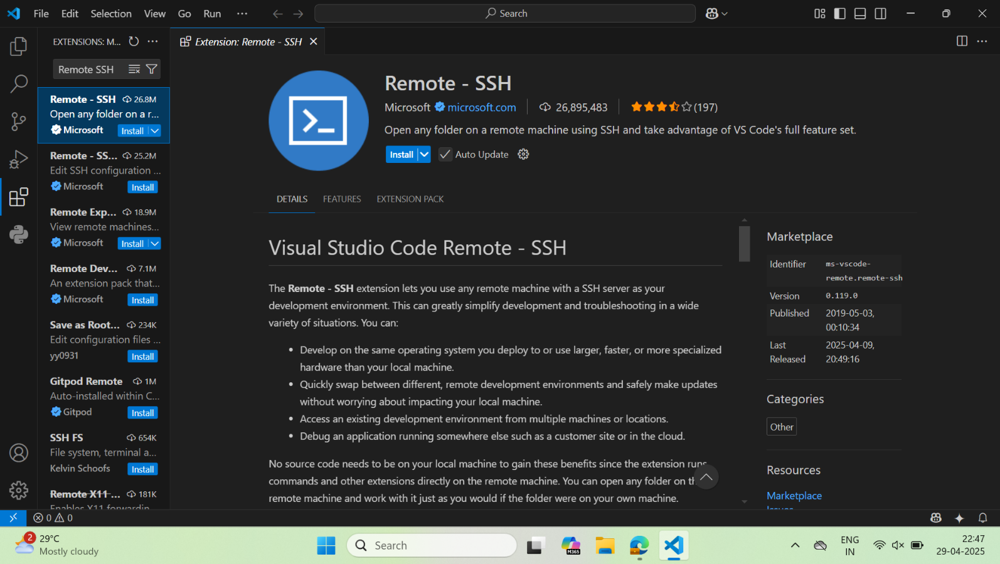 File Edit Selection View Go Run ···
Search
EXTENSIONS: M...
Extension: Remote - SSH
Remote SSH
Remote - SSH 26.8M
Open any folder on a r...
Microsoft Install
Remote - SS... 25.2M
Edit SSH configuration ...
Microsoft Install
Remote Exp... 18.9M
View remote machines...
Microsoft Install
Remote Dev... 7.1M
An extension pack that...
Microsoft Install
Save as Root... 234K
Edit configuration files ...
yy0931 Install
Gitpod Remote 1M
Auto-installed within C...
Gitpod Install
SSH FS 654K
File system, terminal a...
Kelvin Schoofs Install
Remote X11 ... 181K
Enables X11 forwardin
Remote - SSH
Microsoft microsoft.com 26,895,483 (197)
Open any folder on a remote machine using SSH and take advantage of VS Code's full feature set.
Install Auto Update
DETAILS FEATURES EXTENSION PACK
Visual Studio Code Remote - SSH
The Remote - SSH extension lets you use any remote machine with a SSH server as your
development environment. This can greatly simplify development and troubleshooting in a wide
variety of situations. You can:
• Develop on the same operating system you deploy to or use larger, faster, or more specialized
hardware than your local machine.
• Quickly swap between different, remote development environments and safely make updates
without worrying about impacting your local machine.
• Access an existing development environment from multiple machines or locations.
• Debug an application running somewhere else such as a customer site or in the cloud.
No source code needs to be on your local machine to gain these benefits since the extension runs
commands and other extensions directly on the remote machine. You can open any folder on th
remote machine and work with it just as you would if the folder were on your own machine.
Marketplace
Identifier ms-vscode-
remote.remote-ssh
Version 0.119.0
Published 2019-05-03,
00:10:34
Last 2025-04-09,
Released 20:49:16
Categories
Other
Resources
Marketplace
Issues
0 0
2 29°C
Mostly cloudy
Search
M365
ENG
IN
22:47
29-04-2025